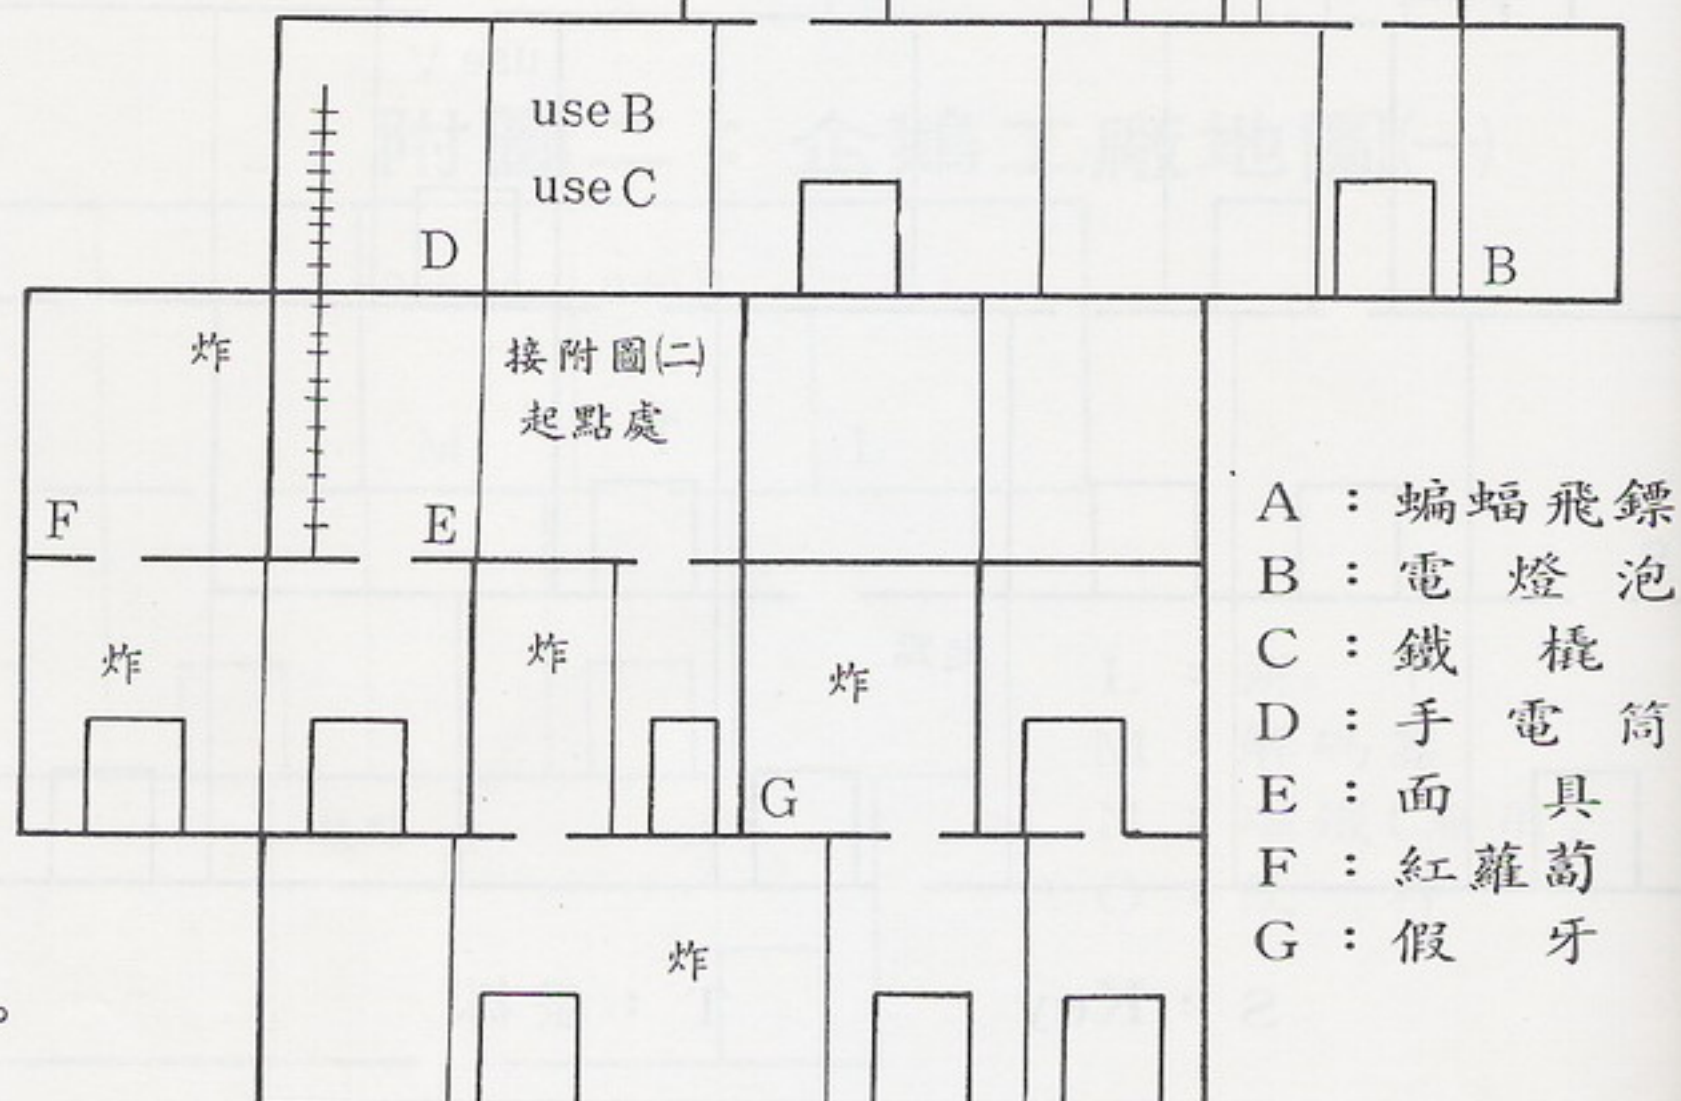 use B
use C
D
B
炸
接附圖(二)
起點處
F
E
炸
炸
炸
G
炸
A：蝙蝠飛鏢
B：電燈泡
C：鐵橇
D：手電筒
E：面具
F：紅蘿蔔
G：假牙
。